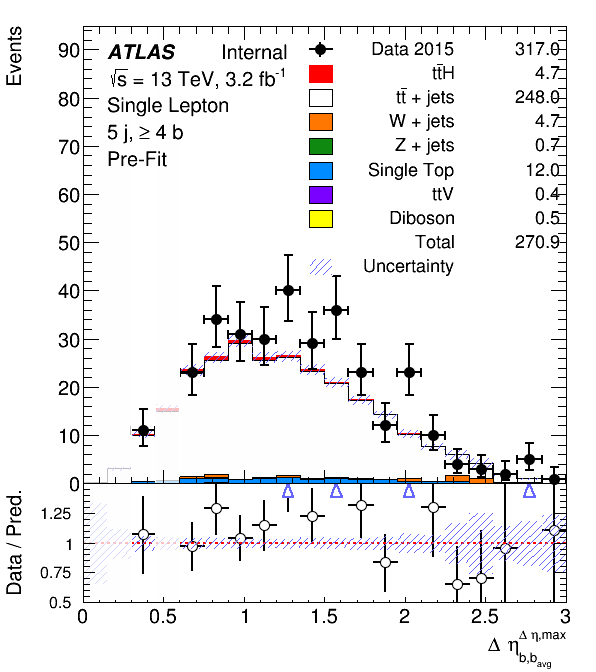 Events
90
80
70
60
50
40
30
20
10
0
ATLAS Internal
√s = 13 TeV, 3.2 fb⁻¹
Single Lepton
5 j, ≥ 4 b
Pre-Fit
Data 2015 317.0
tt̄H 4.7
tt̄ + jets 248.0
W + jets 4.7
Z + jets 0.7
Single Top 12.0
ttV 0.4
Diboson 0.5
Total 270.9
Uncertainty
Data / Pred.
1.25
1
0.75
0.5
0 0.5 1 1.5 2 2.5 3
Δ η_{b,b_{avg}}^{Δ η,max}